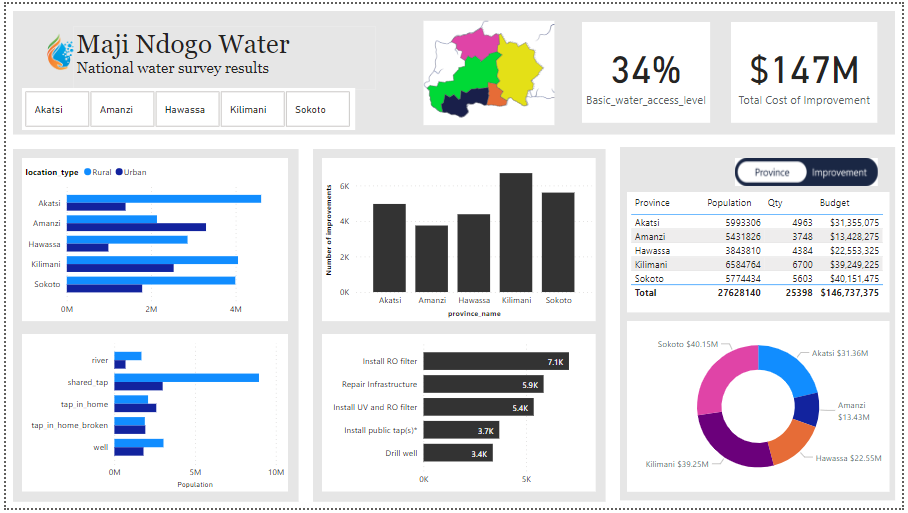 Maji Ndogo Water
National water survey results
Akatsi Amanzi Hawassa Kilimani Sokoto
34%
Basic_water_access_level
$147M
Total Cost of Improvement
location_type Rural Urban
Akatsi
Amanzi
Hawassa
Kilimani
Sokoto
0M 2M 4M
river
shared_tap
tap_in_home
tap_in_home_broken
well
0M 5M 10M
Population
Number of improvements
6K
4K
2K
0K
Akatsi Amanzi Hawassa Kilimani Sokoto
province_name
Install RO filter 7.1K
Repair Infrastructure 5.9K
Install UV and RO filter 5.4K
Install public tap(s)* 3.7K
Drill well 3.4K
0K 5K
Province Improvement
Province Population Qty Budget
Akatsi 5993306 4963 $31,355,075
Amanzi 5431826 3748 $13,428,275
Hawassa 3843810 4384 $22,553,325
Kilimani 6584764 6700 $39,249,225
Sokoto 5774434 5603 $40,151,475
Total 27628140 25398 $146,737,375
Sokoto $40.15M
Akatsi $31.36M
Amanzi
$13.43M
Hawassa $22.55M
Kilimani $39.25M